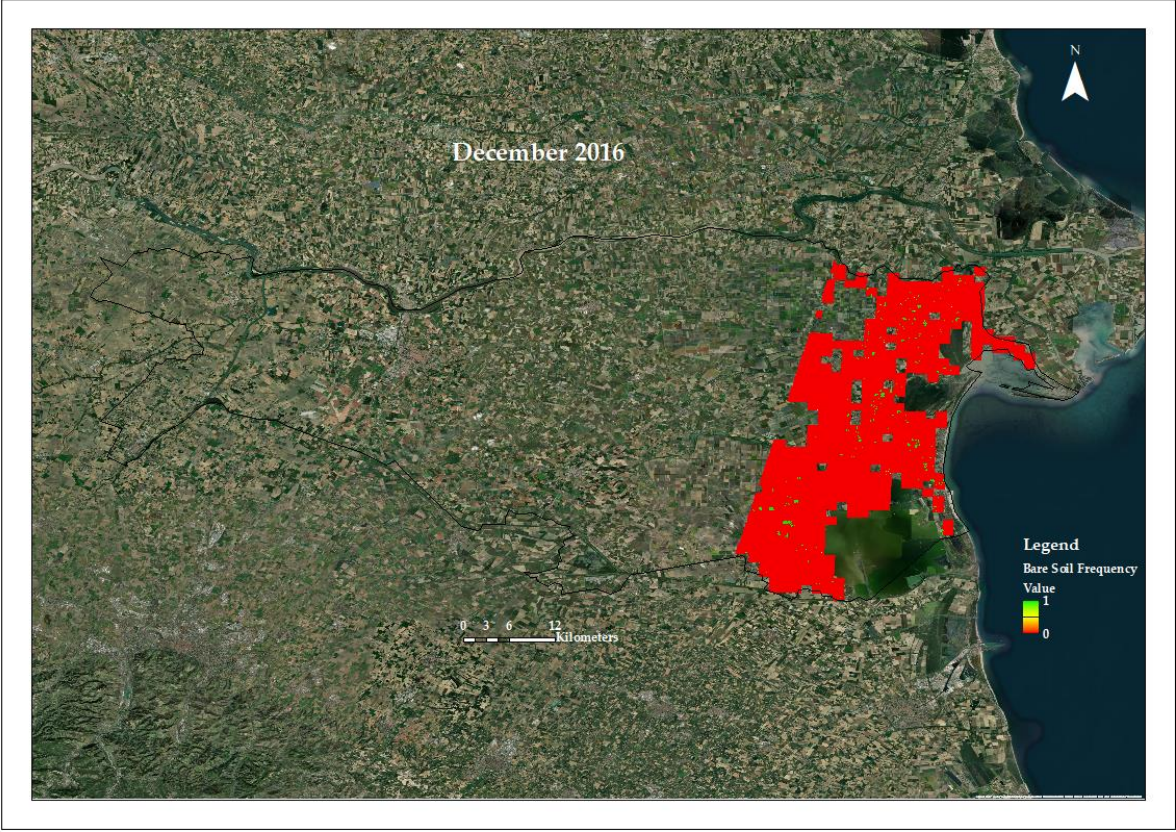 N
December 2016
Legend
Bare Soil Frequency
Value
1
0
0 3 6 12
Kilometers